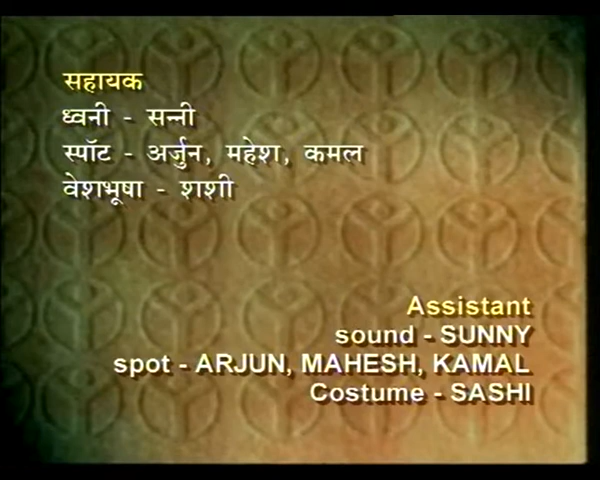 सहायक
ध्वनी - सन्नी
स्पॉट - अर्जुन, महेश, कमल
वेशभूषा - शशी
Assistant
sound - SUNNY
spot - ARJUN, MAHESH, KAMAL
Costume - SASHI